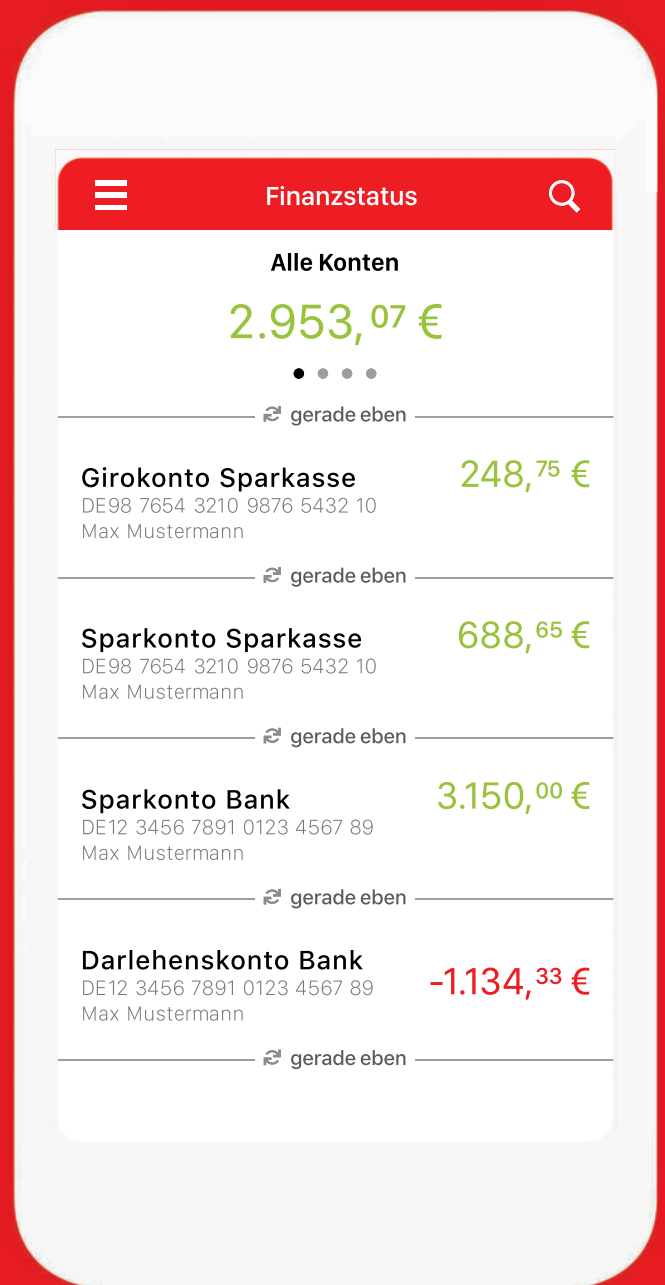 Finanzstatus
Alle Konten
2.953,07 €
gerade eben
Girokonto Sparkasse
248,75 €
DE98 7654 3210 9876 5432 10
Max Mustermann
gerade eben
Sparkonto Sparkasse
688,65 €
DE98 7654 3210 9876 5432 10
Max Mustermann
gerade eben
Sparkonto Bank
3.150,00 €
DE12 3456 7891 0123 4567 89
Max Mustermann
gerade eben
Darlehenskonto Bank
-1.134,33 €
DE12 3456 7891 0123 4567 89
Max Mustermann
gerade eben